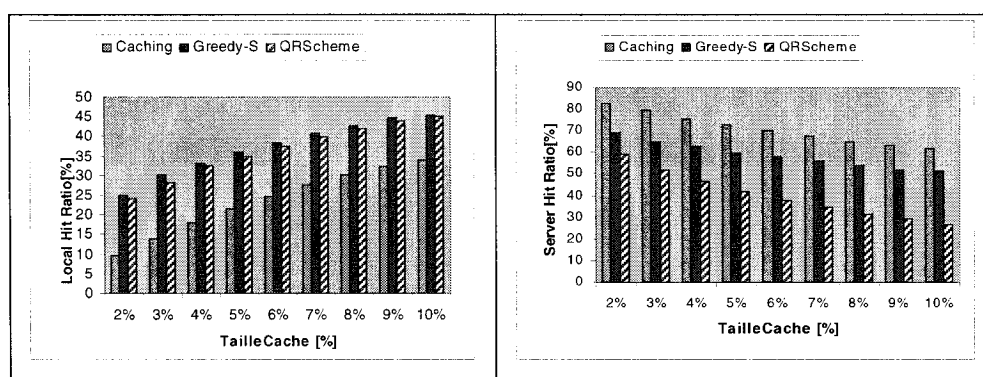 Caching Greedy-S QRScheme
50
45
40
35
30
25
20
15
10
5
0
Local Hit Ratio[%]
2% 3% 4% 5% 6% 7% 8% 9% 10%
TailleCache [%]
Caching Greedy-S QRScheme
90
80
70
60
50
40
30
20
10
0
Server Hit Ratio[%]
2% 3% 4% 5% 6% 7% 8% 9% 10%
TailleCache [%]